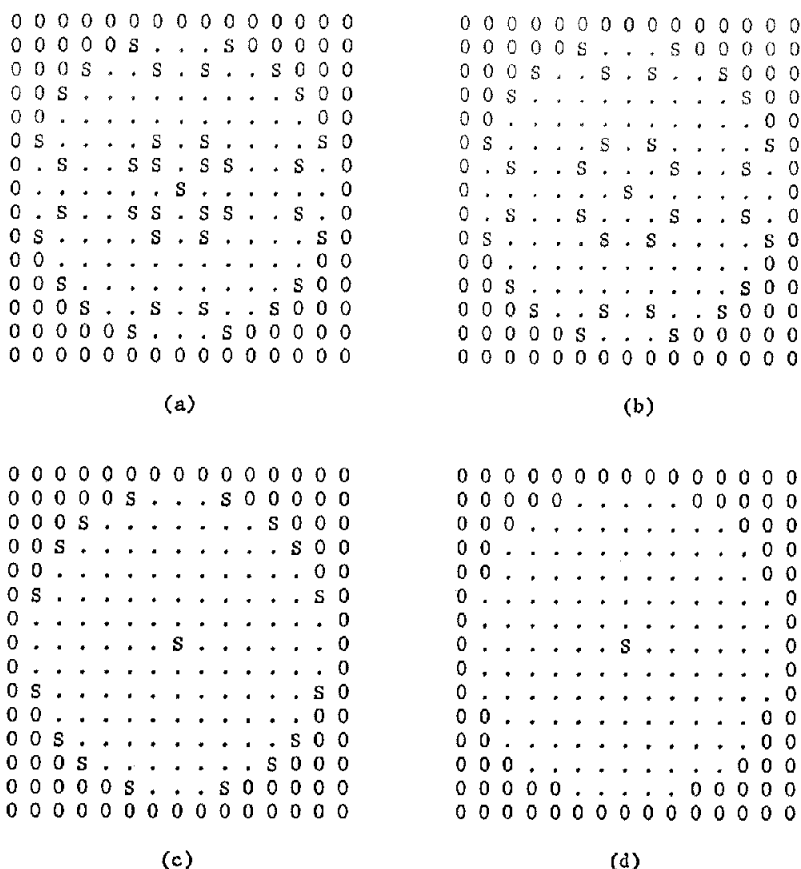 0 0 0 0 0 0 0 0 0 0 0 0 0 0 0
0 0 0 0 0 S . . . S 0 0 0 0 0
0 0 0 S . . S . S . . S 0 0 0
0 0 S . . . . . . . . . S 0 0
0 0 . . . . . . . . . . . 0 0
0 S . . . . S . S . . . . S 0
0 . S . . S S . S S . . S . 0
0 . . . . . . S . . . . . . 0
0 . S . . S S . S S . . S . 0
0 S . . . . S . S . . . . S 0
0 0 . . . . . . . . . . . 0 0
0 0 S . . . . . . . . . S 0 0
0 0 0 S . . S . S . . S 0 0 0
0 0 0 0 0 S . . . S 0 0 0 0 0
0 0 0 0 0 0 0 0 0 0 0 0 0 0 0
(a)
0 0 0 0 0 0 0 0 0 0 0 0 0 0 0
0 0 0 0 0 S . . . S 0 0 0 0 0
0 0 0 S . . S . S . . S 0 0 0
0 0 S . . . . . . . . . S 0 0
0 0 . . . . . . . . . . . 0 0
0 S . . . . S . S . . . . S 0
0 . S . . S . . . S . . S . 0
0 . . . . . . S . . . . . . 0
0 . S . . S . . . S . . S . 0
0 S . . . . S . S . . . . S 0
0 0 . . . . . . . . . . . 0 0
0 0 S . . . . . . . . . S 0 0
0 0 0 S . . S . S . . S 0 0 0
0 0 0 0 0 S . . . S 0 0 0 0 0
0 0 0 0 0 0 0 0 0 0 0 0 0 0 0
(b)
0 0 0 0 0 0 0 0 0 0 0 0 0 0 0
0 0 0 0 0 S . . . S 0 0 0 0 0
0 0 0 S . . . . . . . S 0 0 0
0 0 S . . . . . . . . . S 0 0
0 0 . . . . . . . . . . . 0 0
0 S . . . . . . . . . . . S 0
0 . . . . . . . . . . . . . 0
0 . . . . . . S . . . . . . 0
0 . . . . . . . . . . . . . 0
0 S . . . . . . . . . . . S 0
0 0 . . . . . . . . . . . 0 0
0 0 S . . . . . . . . . S 0 0
0 0 0 S . . . . . . . S 0 0 0
0 0 0 0 0 S . . . S 0 0 0 0 0
0 0 0 0 0 0 0 0 0 0 0 0 0 0 0
(c)
0 0 0 0 0 0 0 0 0 0 0 0 0 0 0
0 0 0 0 0 . . . . . 0 0 0 0 0
0 0 0 . . . . . . . . . 0 0 0
0 0 . . . . . . . . . . . 0 0
0 0 . . . . . . . . . . . 0 0
0 . . . . . . . . . . . . . 0
0 . . . . . . . . . . . . . 0
0 . . . . . . S . . . . . . 0
0 . . . . . . . . . . . . . 0
0 . . . . . . . . . . . . . 0
0 0 . . . . . . . . . . . 0 0
0 0 . . . . . . . . . . . 0 0
0 0 0 . . . . . . . . . 0 0 0
0 0 0 0 0 . . . . . 0 0 0 0 0
0 0 0 0 0 0 0 0 0 0 0 0 0 0 0
(d)